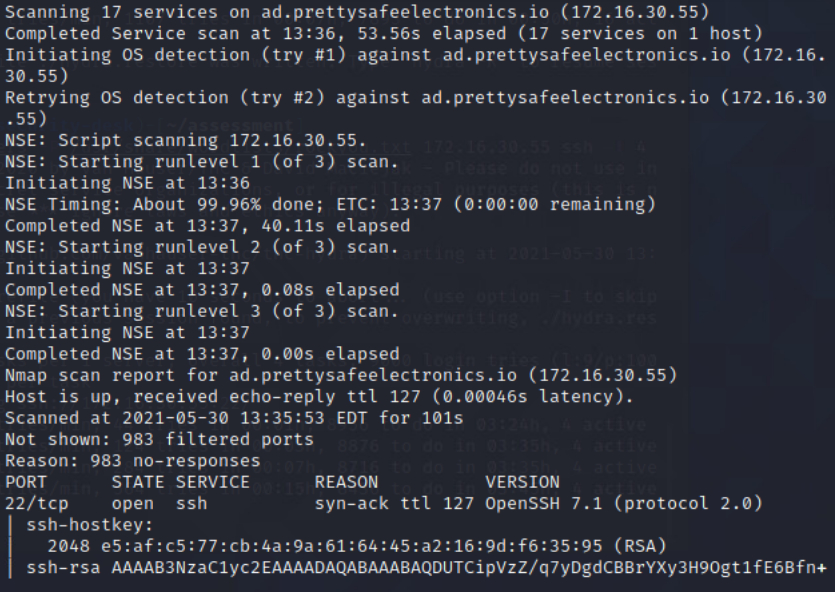 Scanning 17 services on ad.prettysafeelectronics.io (172.16.30.55)
Completed Service scan at 13:36, 53.56s elapsed (17 services on 1 host)
Initiating OS detection (try #1) against ad.prettysafeelectronics.io (172.16.
30.55)
Retrying OS detection (try #2) against ad.prettysafeelectronics.io (172.16.30
.55)
NSE: Script scanning 172.16.30.55.
NSE: Starting runlevel 1 (of 3) scan.
Initiating NSE at 13:36
NSE Timing: About 99.96% done; ETC: 13:37 (0:00:00 remaining)
Completed NSE at 13:37, 40.11s elapsed
NSE: Starting runlevel 2 (of 3) scan.
Initiating NSE at 13:37
Completed NSE at 13:37, 0.08s elapsed
NSE: Starting runlevel 3 (of 3) scan.
Initiating NSE at 13:37
Completed NSE at 13:37, 0.00s elapsed
Nmap scan report for ad.prettysafeelectronics.io (172.16.30.55)
Host is up, received echo-reply ttl 127 (0.00046s latency).
Scanned at 2021-05-30 13:35:53 EDT for 101s
Not shown: 983 filtered ports
Reason: 983 no-responses
PORT STATE SERVICE REASON VERSION
22/tcp open ssh syn-ack ttl 127 OpenSSH 7.1 (protocol 2.0)
| ssh-hostkey:
| 2048 e5:af:c5:77:cb:4a:9a:61:64:45:a2:16:9d:f6:35:95 (RSA)
| ssh-rsa AAAAB3NzaC1yc2EAAAADAQABAAABAQDUTCipVzZ/q7yDgdCBBrYXy3H9Ogt1fE6Bfn+